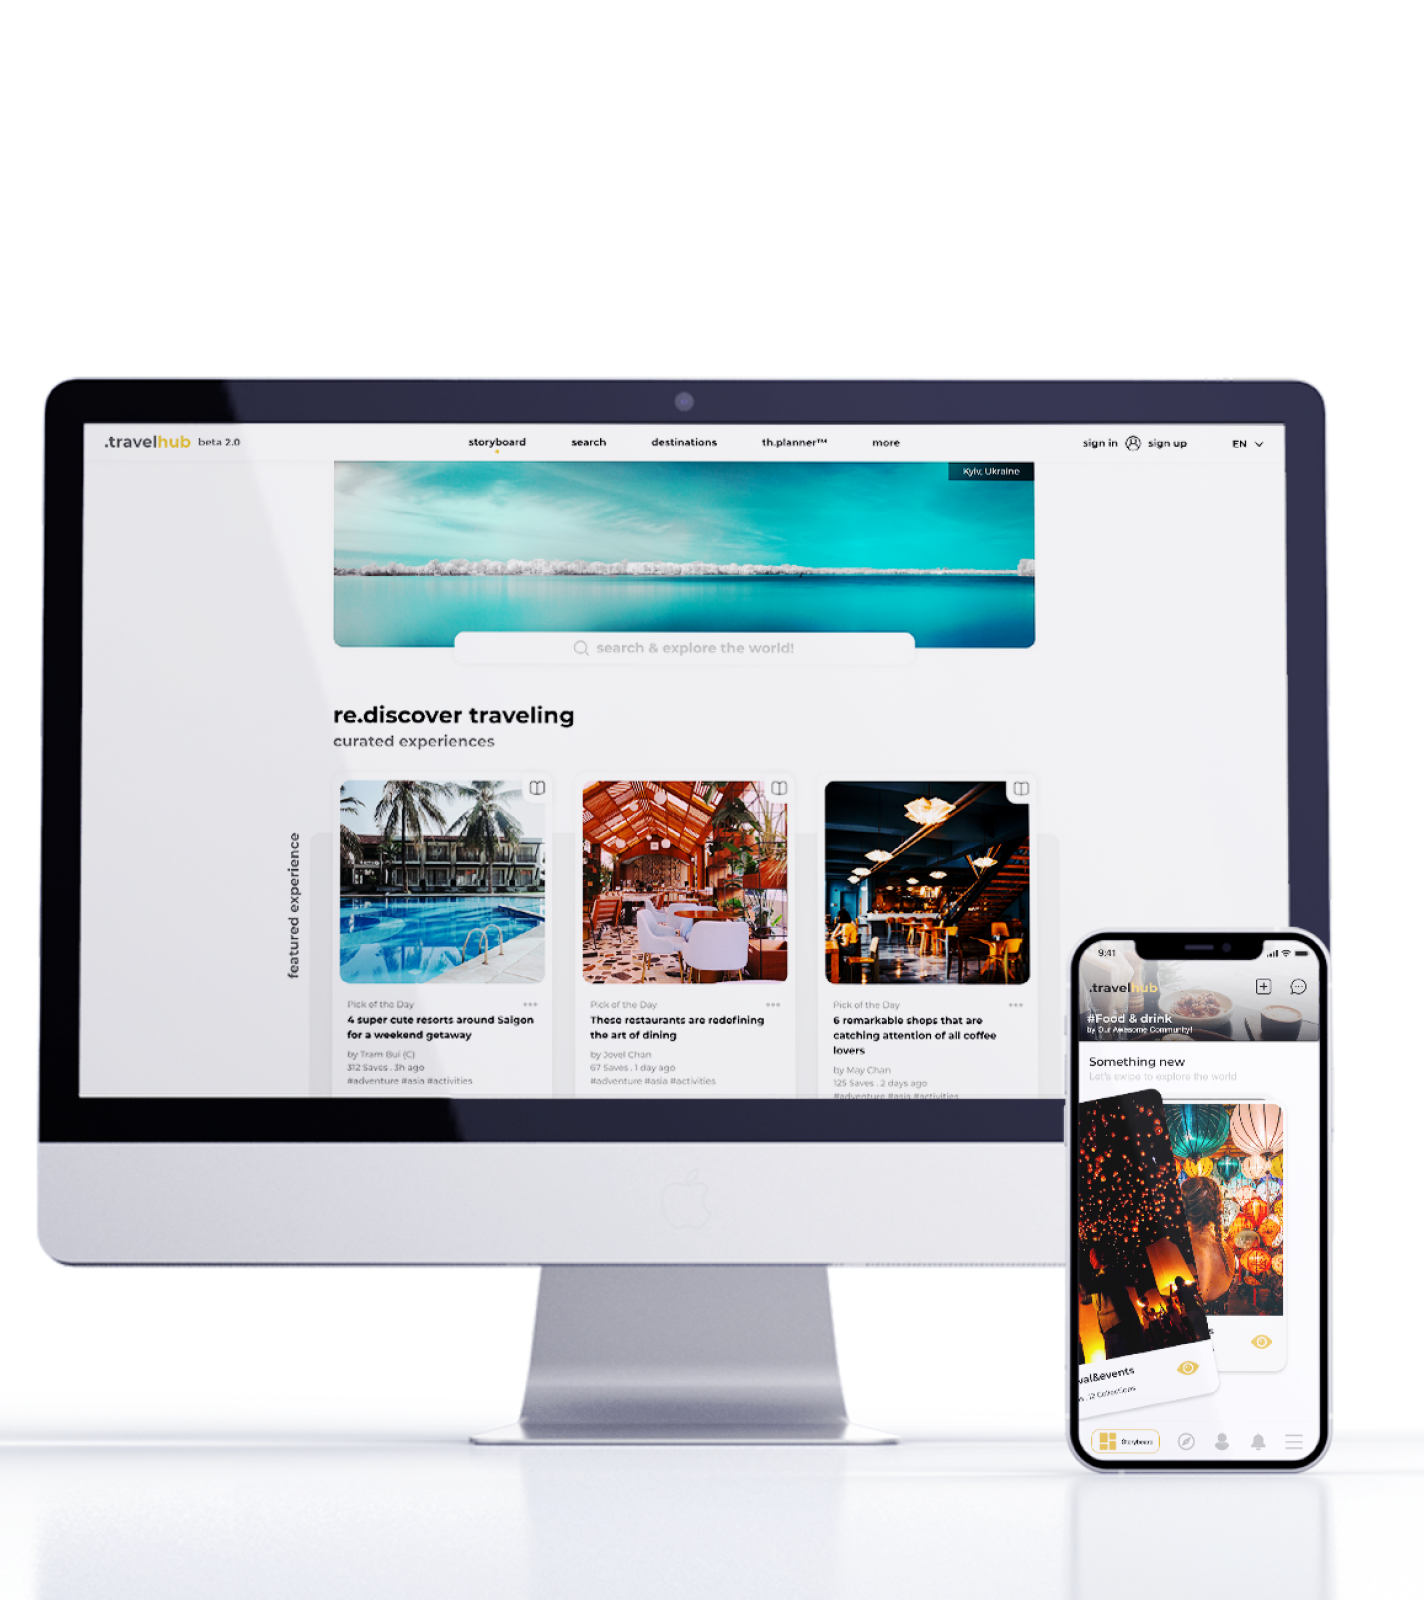 .travelhub beta 2.0
storyboard search destinations th.planner™ more
sign in sign up EN
Kyiv, Ukraine
search & explore the world!
re.discover traveling
curated experiences
featured experience
Pick of the Day
4 super cute resorts around Saigon
for a weekend getaway
by Tram Bui (C)
312 Saves . 3h ago
#adventure #asia #activities
Pick of the Day
These restaurants are redefining
the art of dining
by Jovel Chan
67 Saves . 1 day ago
#adventure #asia #activities
Pick of the Day
6 remarkable shops that are
catching attention of all coffee
lovers
by May Chan
125 Saves . 2 days ago
#adventure #asia #activities
9:41
.travelhub
#Food & drink
by Our Awesome Community!
Something new
Let's swipe to explore the world
val&events
s . 12 Collections
Storyboard